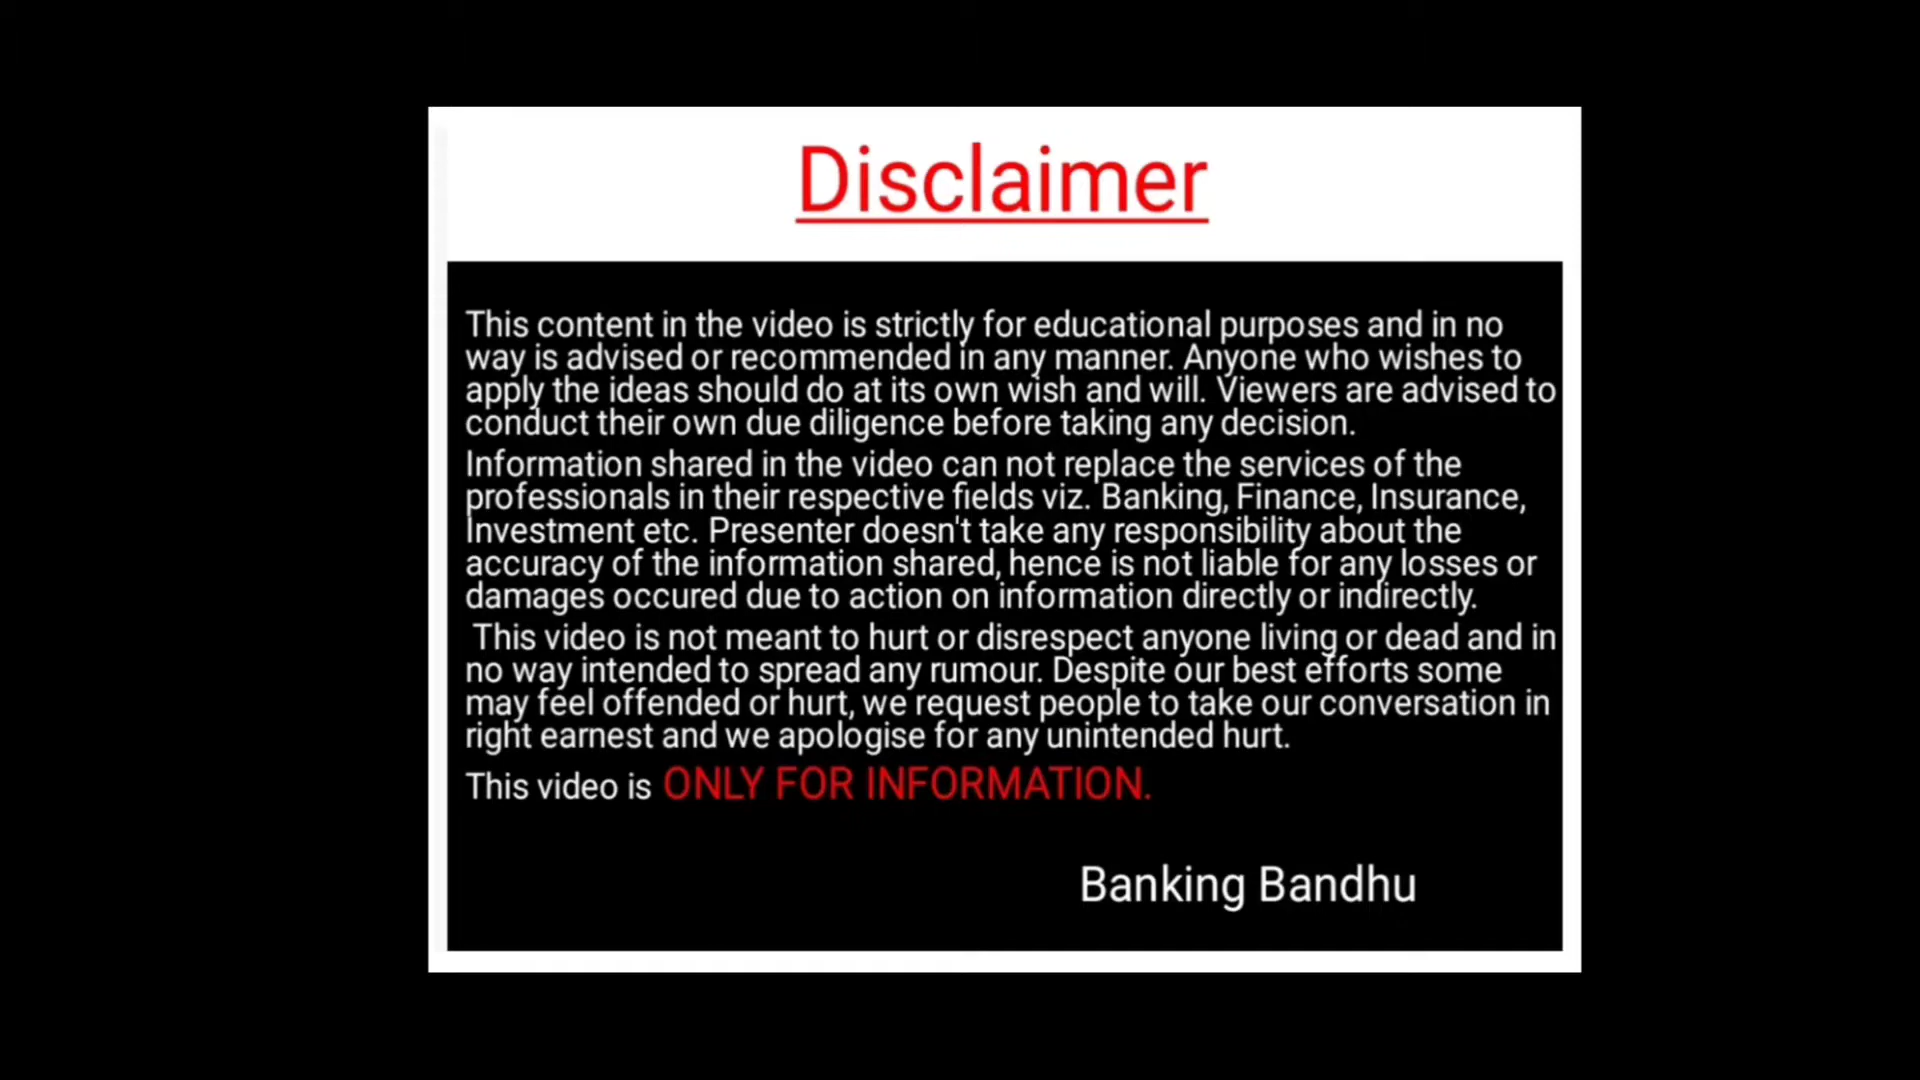 Disclaimer
This content in the video is strictly for educational purposes and in no
way is advised or recommended in any manner. Anyone who wishes to
apply the ideas should do at its own wish and will. Viewers are advised to
conduct their own due diligence before taking any decision.
Information shared in the video can not replace the services of the
professionals in their respective fields viz. Banking, Finance, Insurance,
Investment etc. Presenter doesn't take any responsibility about the
accuracy of the information shared, hence is not liable for any losses or
damages occured due to action on information directly or indirectly.
This video is not meant to hurt or disrespect anyone living or dead and in
no way intended to spread any rumour. Despite our best efforts some
may feel offended or hurt, we request people to take our conversation in
right earnest and we apologise for any unintended hurt.
This video is ONLY FOR INFORMATION.
Banking Bandhu